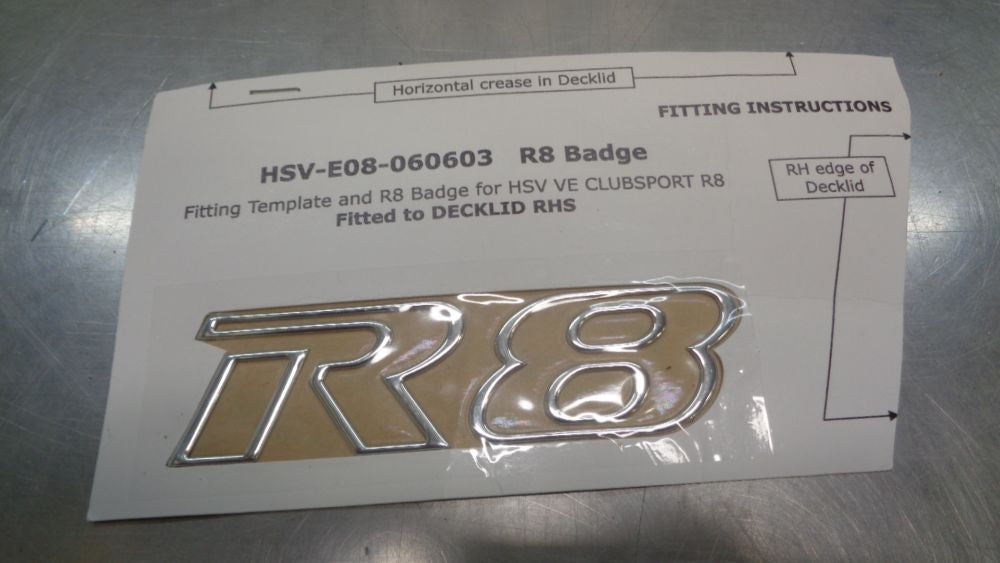 Horizontal crease in Decklid
FITTING INSTRUCTIONS
HSV-E08-060603 R8 Badge
Fitting Template and R8 Badge for HSV VE CLUBSPORT R8
Fitted to DECKLID RHS
RH edge of
Decklid
R8